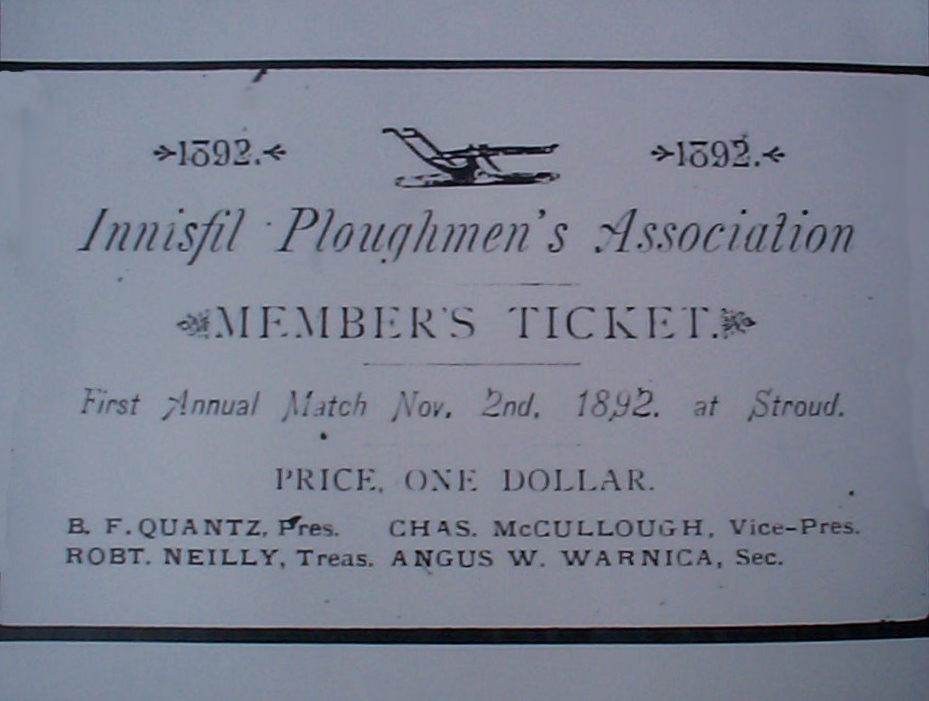 1892. 1892.
Innisfil Ploughmen's Association
MEMBER'S TICKET.
First Annual Match Nov. 2nd, 1892. at Stroud.
PRICE, ONE DOLLAR.
B. F. QUANTZ, Pres. CHAS. McCULLOUGH, Vice-Pres.
ROBT. NEILLY, Treas. ANGUS W. WARNICA, Sec.